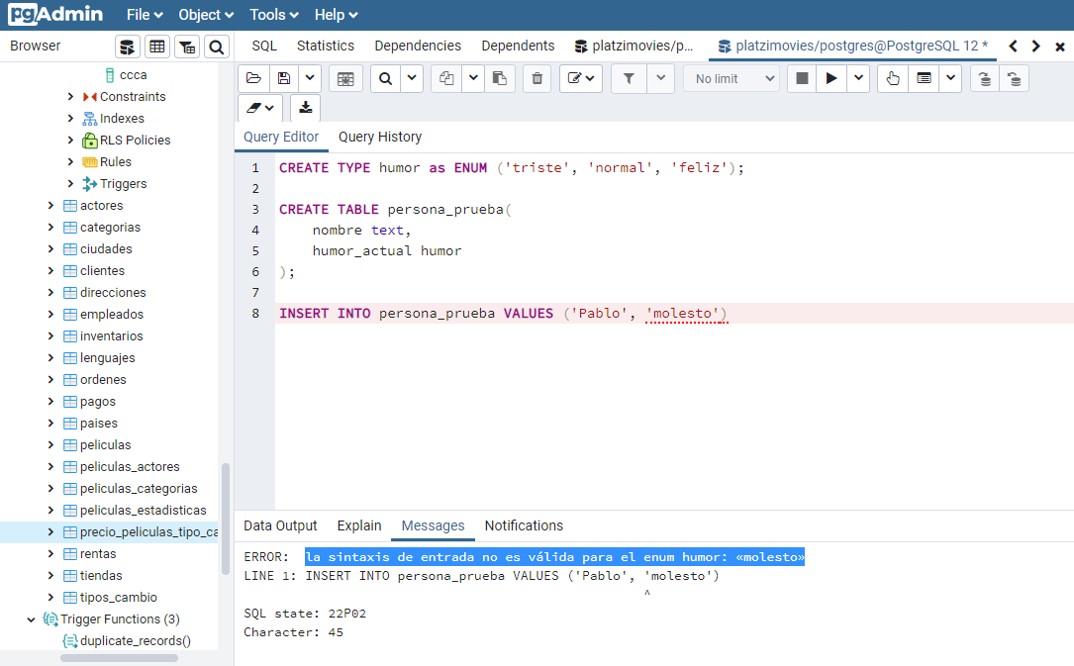 pgAdmin File Object Tools Help
Browser
SQL Statistics Dependencies Dependents platzimovies/p... platzimovies/postgres@PostgreSQL 12 *
No limit
Query Editor Query History
ccca
Constraints
Indexes
RLS Policies
Rules
Triggers
actores
categorias
ciudades
clientes
direcciones
empleados
inventarios
lenguajes
ordenes
pagos
paises
peliculas
peliculas_actores
peliculas_categorias
peliculas_estadisticas
precio_peliculas_tipo_ca
rentas
tiendas
tipos_cambio
Trigger Functions (3)
duplicate_records()
1 CREATE TYPE humor as ENUM ('triste', 'normal', 'feliz');
2
3 CREATE TABLE persona_prueba(
4 nombre text,
5 humor_actual humor
6 );
7
8 INSERT INTO persona_prueba VALUES ('Pablo', 'molesto')
Data Output Explain Messages Notifications
ERROR: la sintaxis de entrada no es válida para el enum humor: «molesto»
LINE 1: INSERT INTO persona_prueba VALUES ('Pablo', 'molesto')
^
SQL state: 22P02
Character: 45